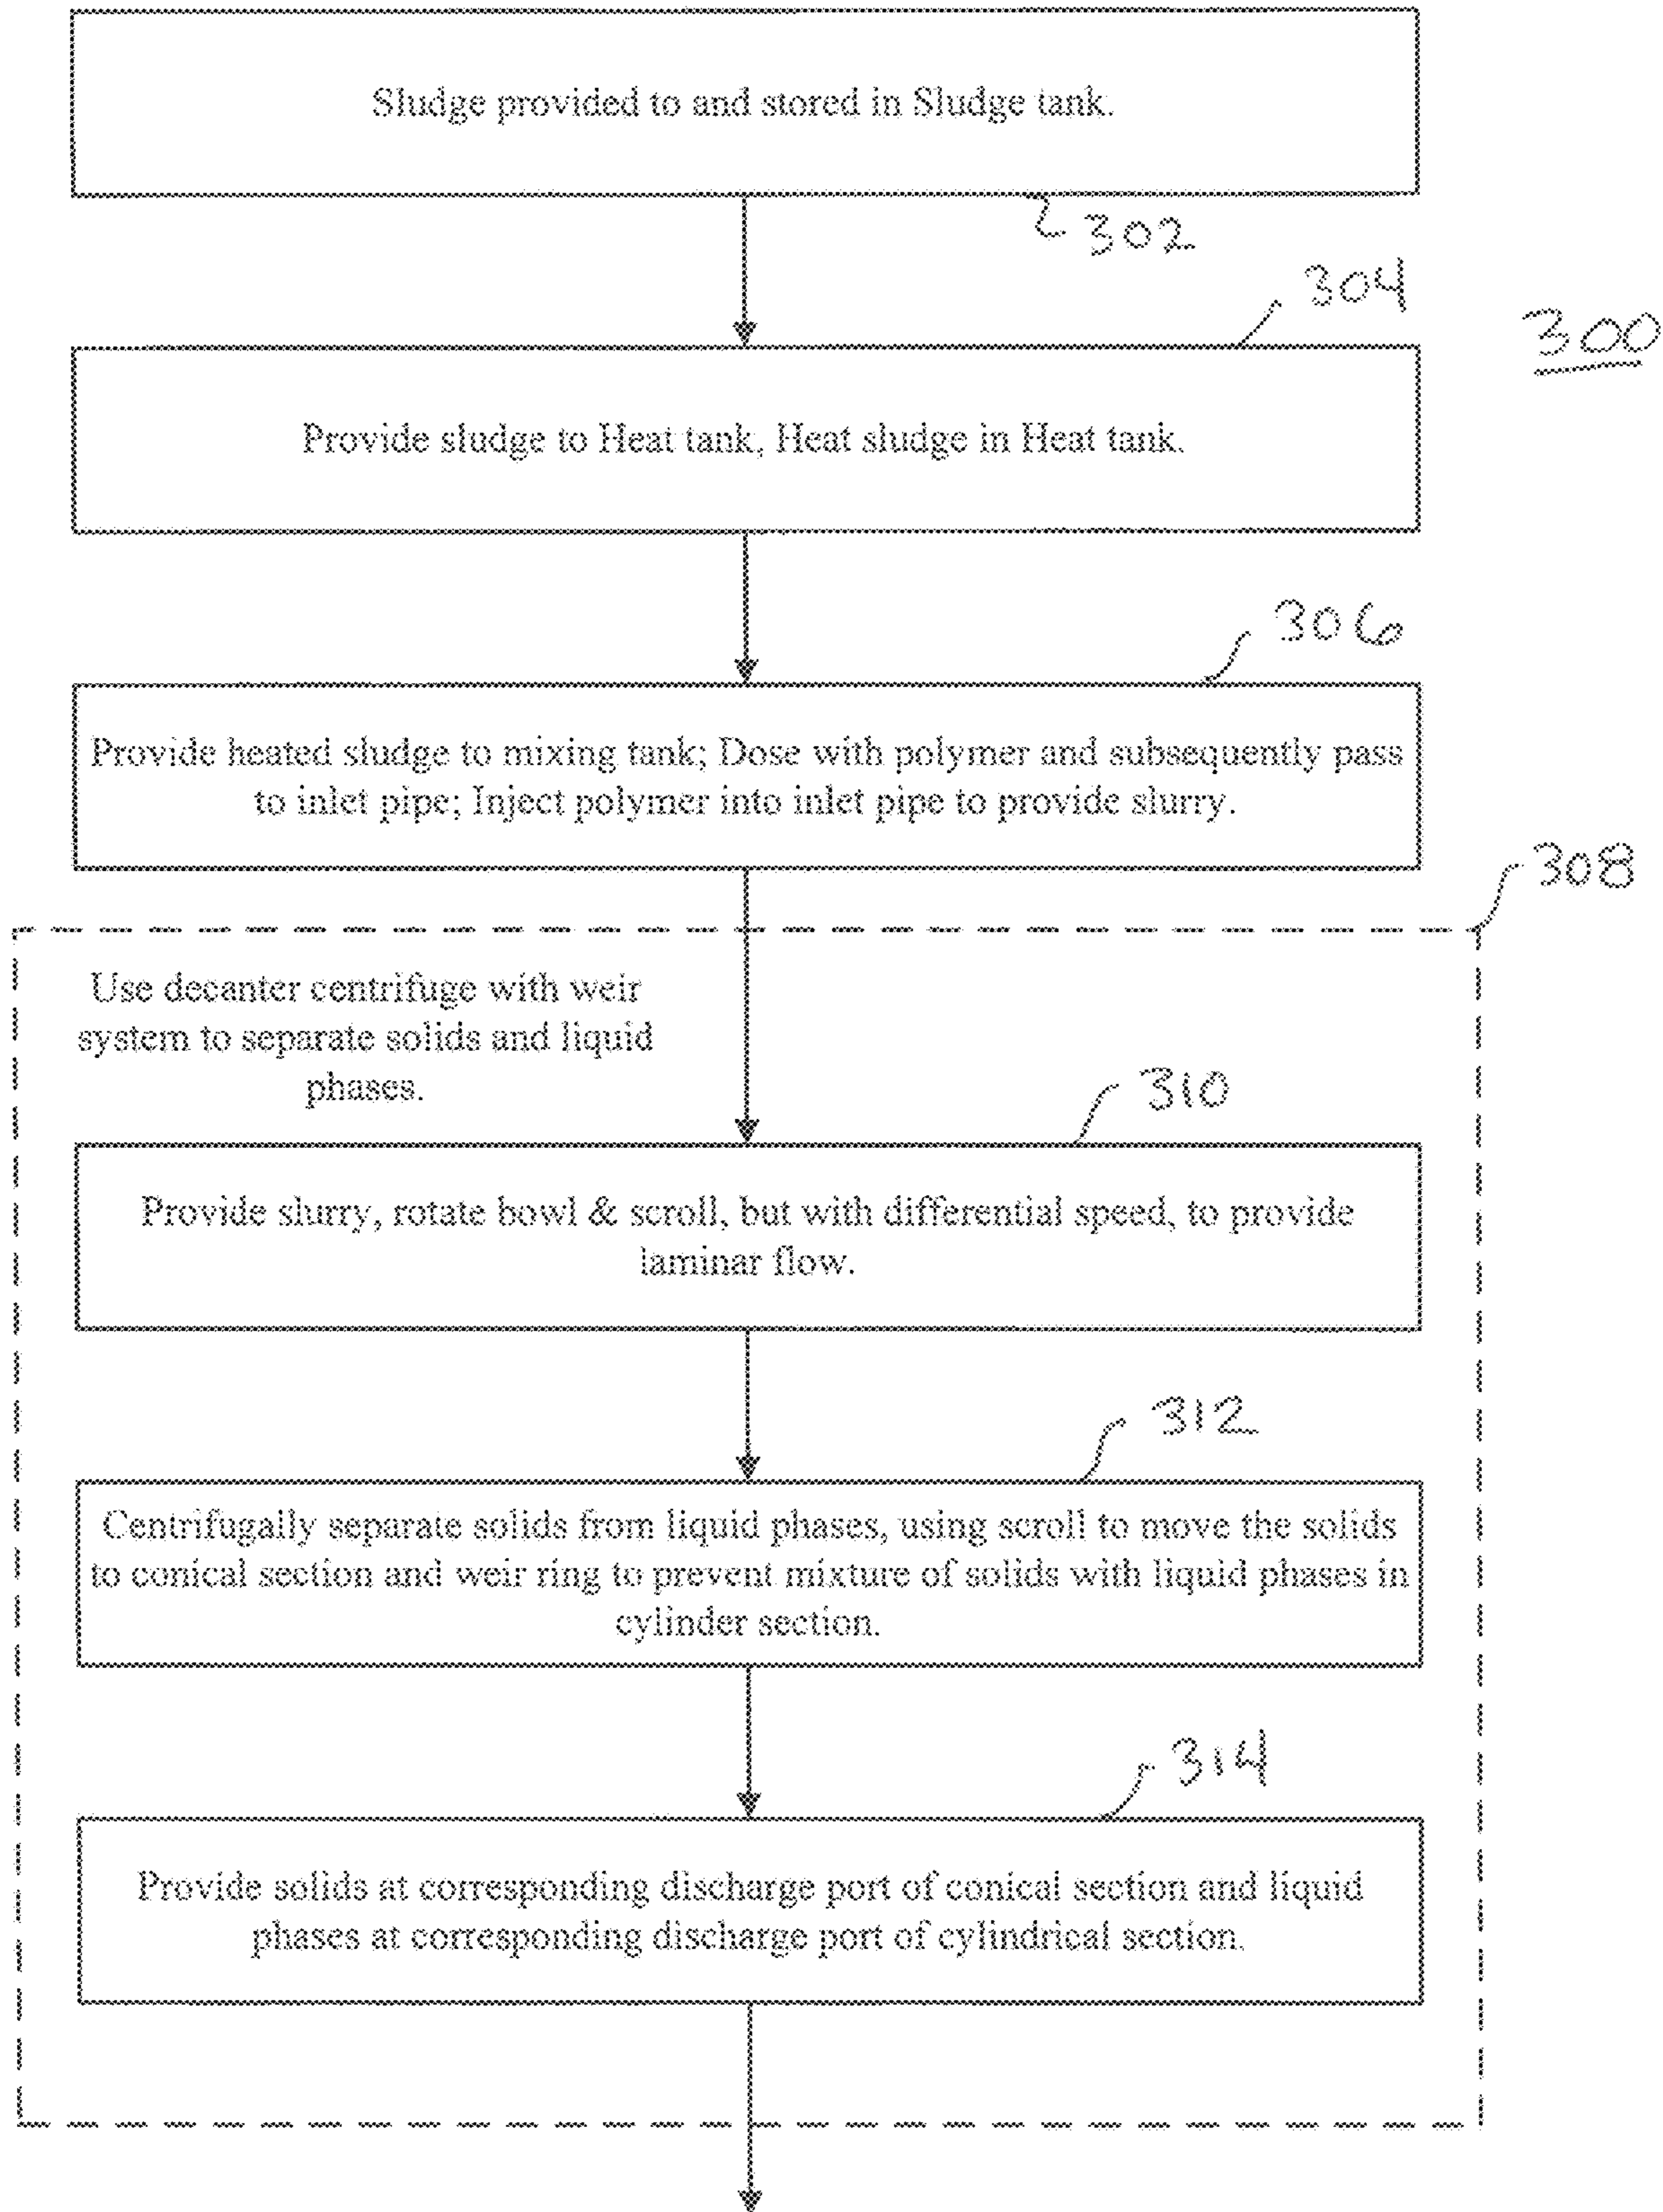 Sludge provided to and stored in Sludge tank.
302
304
300
Provide sludge to Heat tank, Heat sludge in Heat tank.
306
Provide heated sludge to mixing tank; Dose with polymer and subsequently pass
to inlet pipe; Inject polymer into inlet pipe to provide slurry.
308
Use decanter centrifuge with weir
system to separate solids and liquid
phases.
310
Provide slurry, rotate bowl & scroll, but with differential speed, to provide
laminar flow.
312
Centrifugally separate solids from liquid phases, using scroll to move the solids
to conical section and weir ring to prevent mixture of solids with liquid phases in
cylinder section.
314
Provide solids at corresponding discharge port of conical section and liquid
phases at corresponding discharge port of cylindrical section.